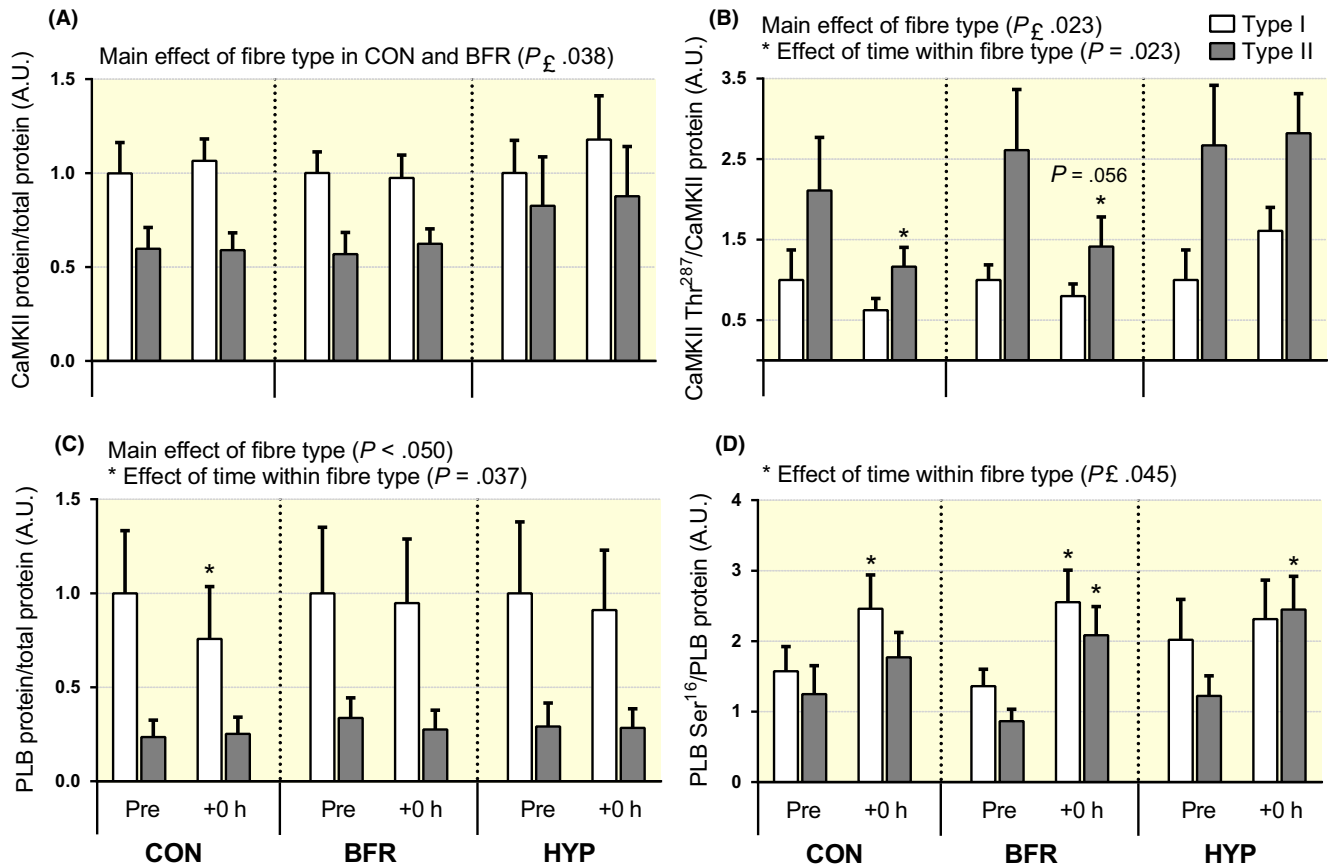 (A)
Main effect of fibre type in CON and BFR (P £ .038)
CaMKII protein/total protein (A.U.)
1.5
1.0
0.5
0.0
(B)
Main effect of fibre type (P £ .023)
* Effect of time within fibre type (P = .023)
Type I
Type II
CaMKII Thr²⁸⁷/CaMKII protein (A.U.)
3.5
2.5
1.5
0.5
*
P = .056
*
(C)
Main effect of fibre type (P < .050)
* Effect of time within fibre type (P = .037)
PLB protein/total protein (A.U.)
1.5
1.0
0.5
0.0
*
Pre +0 h Pre +0 h Pre +0 h
CON BFR HYP
(D)
* Effect of time within fibre type (P £ .045)
PLB Ser¹⁶/PLB protein (A.U.)
4
3
2
1
0
* * * *
Pre +0 h Pre +0 h Pre +0 h
CON BFR HYP